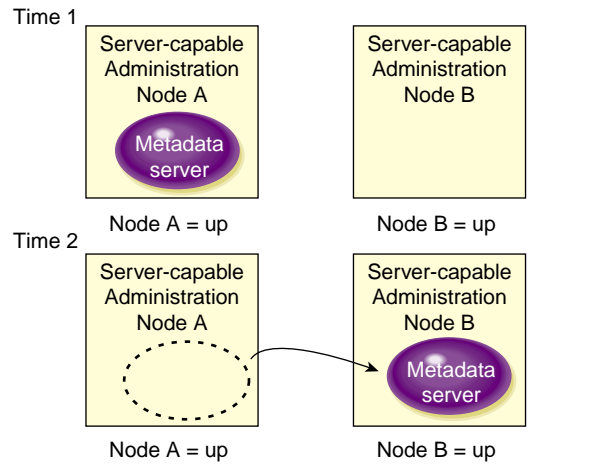 Time 1
Server-capable
Administration
Node A
Metadata
server
Node A = up
Server-capable
Administration
Node B
Node B = up
Time 2
Server-capable
Administration
Node A
Node A = up
Server-capable
Administration
Node B
Metadata
server
Node B = up